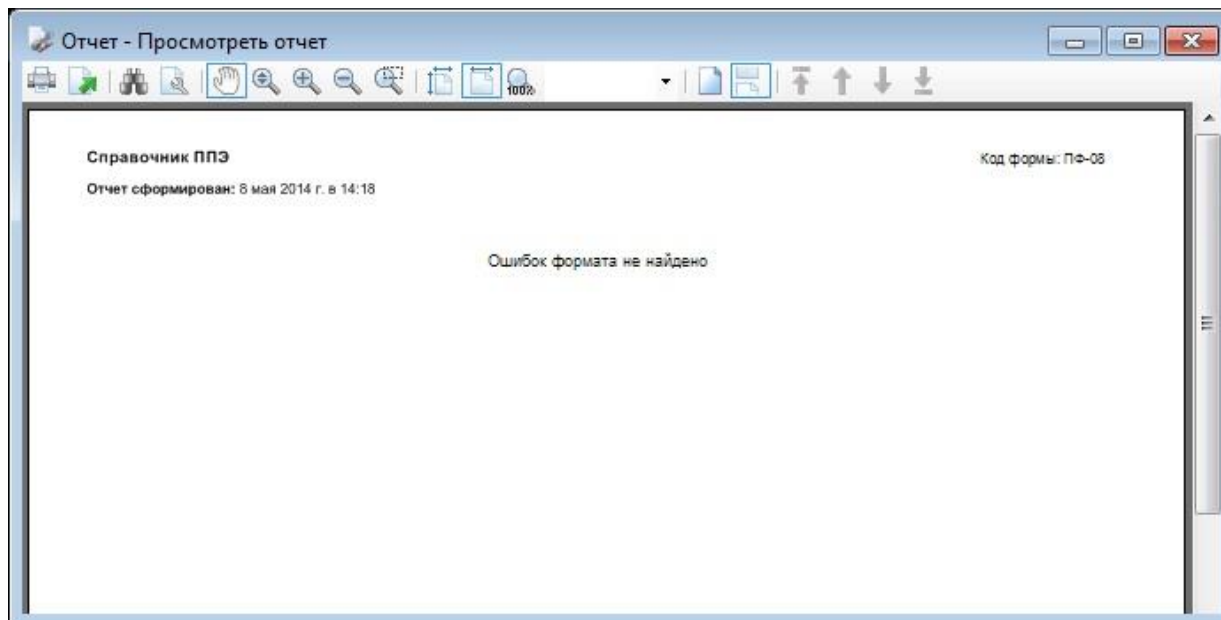 Отчет - Просмотреть отчет
100%
Справочник ППЭ
Код формы: ПФ-08
Отчет сформирован: 8 мая 2014 г. в 14:18
Ошибок формата не найдено